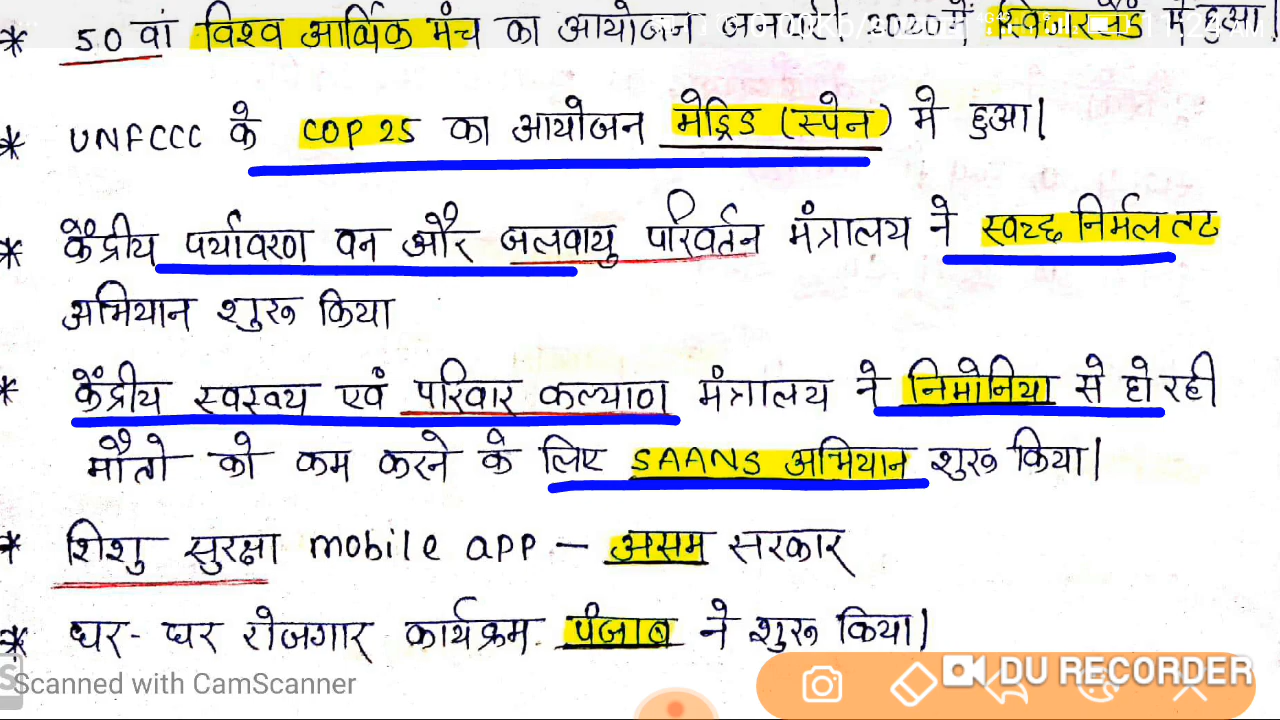 * 50 वां विश्व आर्थिक मंच का आयोजन जनवरी 2020 में स्विटजरलैंड में हुआ।
* UNFCCC के COP 25 का आयोजन मेड्रिड (स्पेन) मे हुआ।
* केंद्रीय पर्यावरण वन और जलवायु परिवर्तन मंत्रालय ने स्वच्छ निर्मल तट
अभियान शुरू किया
* केंद्रीय स्वस्थ्य एवं परिवार कल्याण मंत्रालय ने निमोनिया से हो रही
मौतो को कम करने के लिए SAANS अभियान शुरू किया।
* शिशु सुरक्षा mobile app – असम सरकार
* घर-घर रोजगार कार्यक्रम पंजाब ने शुरू किया।
Scanned with CamScanner
DU RECORDER